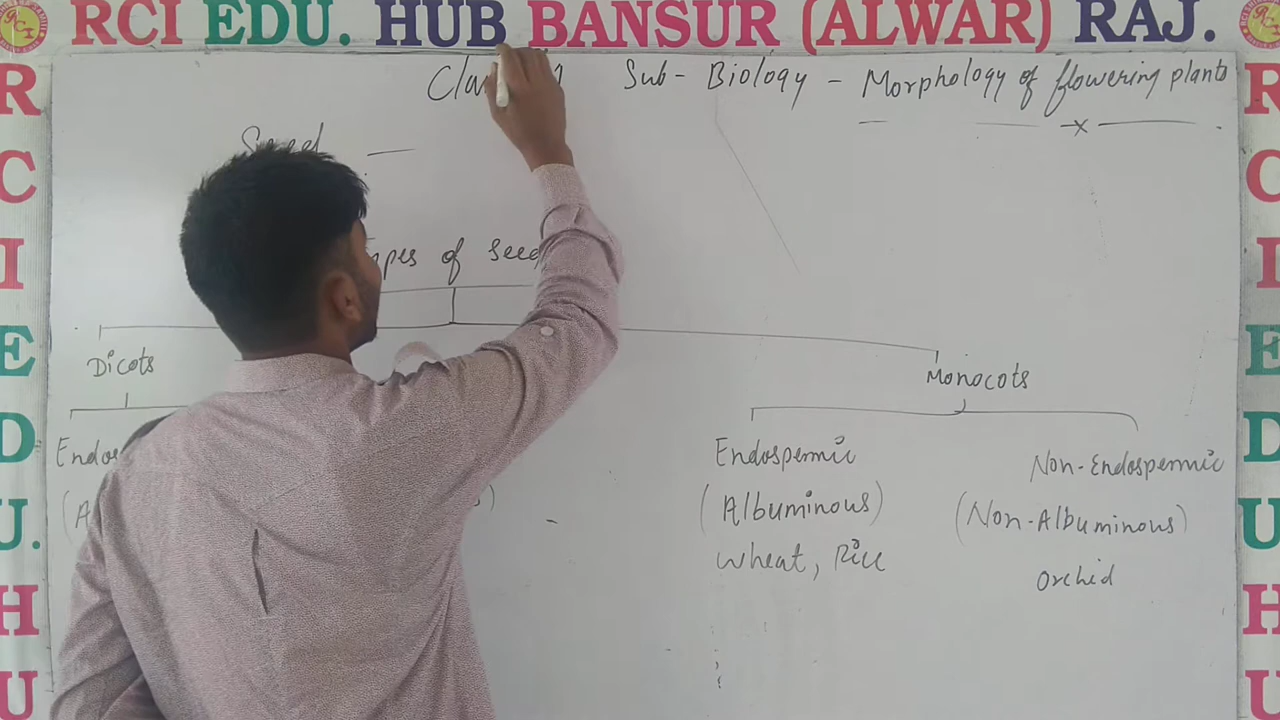 RCI EDU. HUB BANSUR (ALWAR) RAJ.
Sub - Biology - Morphology of flowering plants
Seed -
of seed
Dicots
Monocots
Endospermic
Non-Endospermic
(Albuminous)
(Non-Albuminous)
Wheat, Rice
Orchid
R
C
I
E
D
U.
H
U
R
C
I
E
D
U
H
U